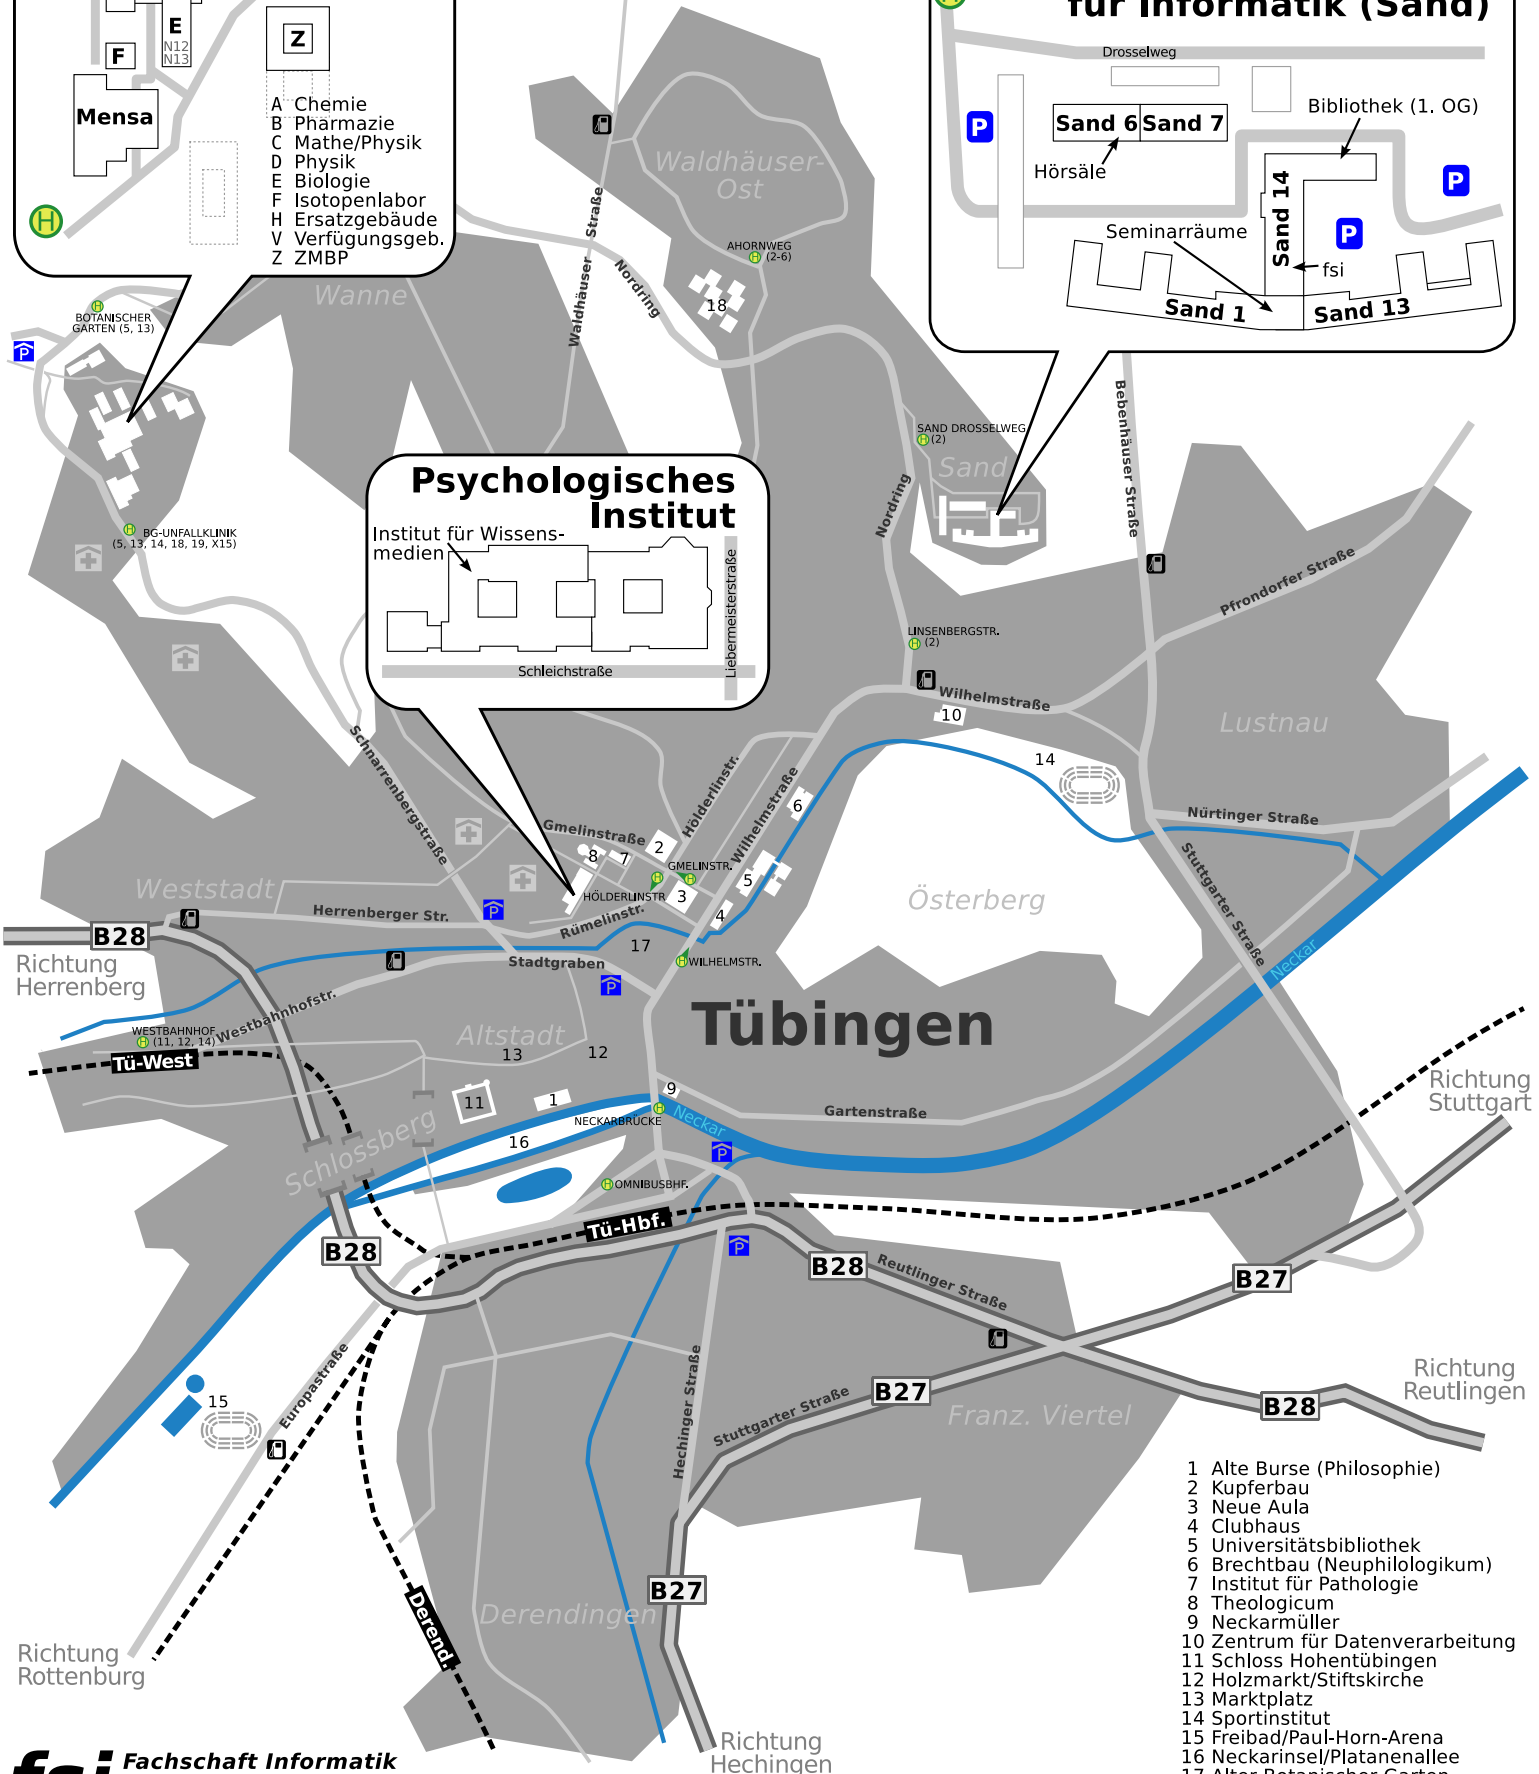 E
N12
N13
F
Mensa
Z
A Chemie
B Pharmazie
C Mathe/Physik
D Physik
E Biologie
F Isotopenlabor
H Ersatzgebäude
V Verfügungsgeb.
Z ZMBP
H
für Informatik (Sand)
Drosselweg
P
Sand 6
Sand 7
Bibliothek (1. OG)
Hörsäle
P
Sand 14
Seminarräume
P
fsi
Sand 1
Sand 13
Waldhäuser-
Ost
Waldhäuser Straße
Nordring
AHORNWEG
H (2-6)
18
Wanne
H
BOTANISCHER
GARTEN (5, 13)
P
Bebenhäuser Straße
SAND DROSSELWEG
H (2)
Sand
Nordring
Psychologisches
Institut
Institut für Wissens-
medien
Liebermeisterstraße
Schleichstraße
H BG-UNFALLKLINIK
(5, 13, 14, 18, 19, X15)
Pfrondorfer Straße
LINSENBERGSTR.
H (2)
Wilhelmstraße
10
Lustnau
14
Schnarrenbergstraße
Hölderlinstr.
Wilhelmstraße
6
Nürtinger Straße
Gmelinstraße
2
8
7
GMELINSTR.
H
H
HÖLDERLINSTR
3
5
4
Weststadt
Österberg
Stuttgarter Straße
Herrenberger Str.
P
Rümelinstr.
17
B28
Richtung
Herrenberg
Stadtgraben
H WILHELMSTR.
P
Neckar
Westbahnhofstr.
WESTBAHNHOF
H (11, 12, 14)
Tü-West
Altstadt
13
12
Tübingen
11
1
9
Gartenstraße
Richtung
Stuttgart
H
NECKARBRÜCKE
Neckar
16
Schlossberg
P
H OMNIBUSBHF.
Tü-Hbf.
B28
P
B28
Reutlinger Straße
B27
Europastraße
Hechinger Straße
Stuttgarter Straße
B27
Franz. Viertel
Richtung
Reutlingen
B28
15
B27
Derendingen
Derend.
Richtung
Rottenburg
Richtung
Hechingen
1 Alte Burse (Philosophie)
2 Kupferbau
3 Neue Aula
4 Clubhaus
5 Universitätsbibliothek
6 Brechtbau (Neuphilologikum)
7 Institut für Pathologie
8 Theologicum
9 Neckarmüller
10 Zentrum für Datenverarbeitung
11 Schloss Hohentübingen
12 Holzmarkt/Stiftskirche
13 Marktplatz
14 Sportinstitut
15 Freibad/Paul-Horn-Arena
16 Neckarinsel/Platanenallee
17 Alter Botanischer Garten
fsi Fachschaft Informatik